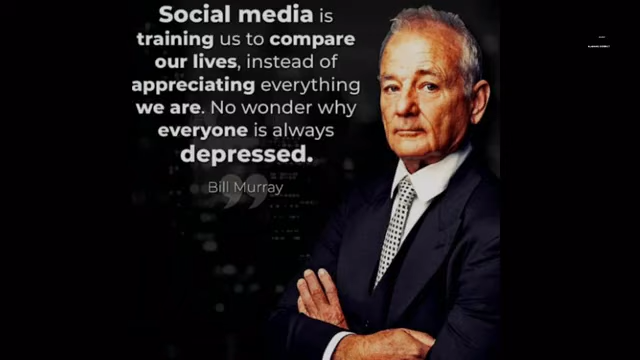 Social media is
training us to compare
our lives, instead of
appreciating everything
we are. No wonder why
everyone is always
depressed.
Bill Murray
”